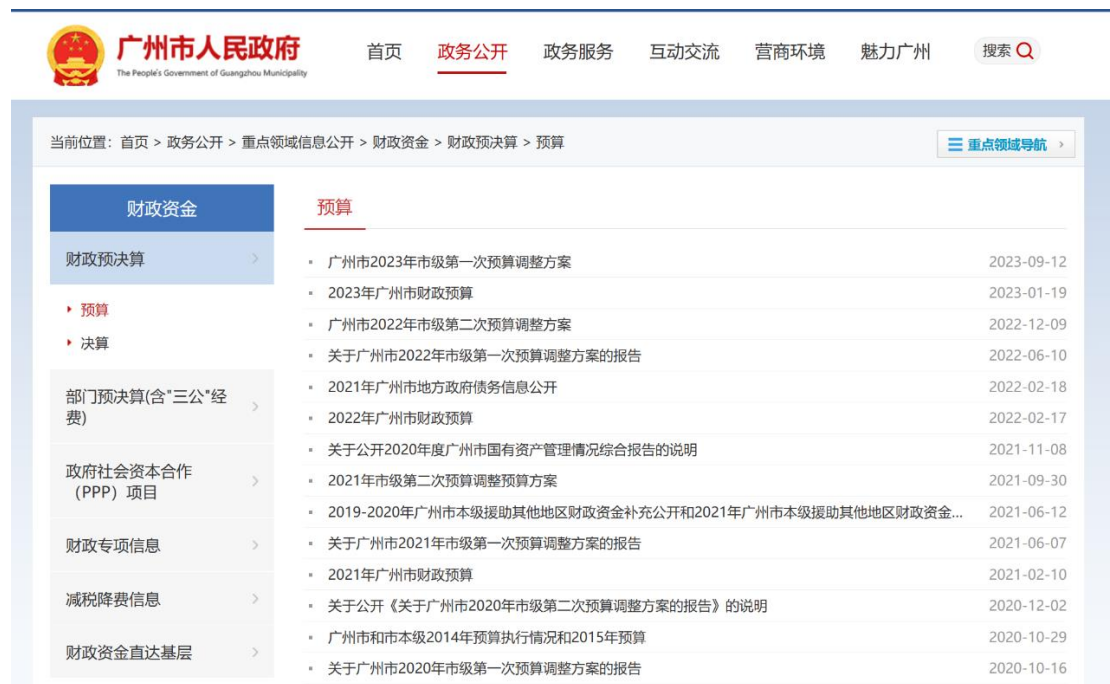 广州市人民政府
The People's Government of Guangzhou Municipality
首页 政务公开 政务服务 互动交流 营商环境 魅力广州 搜索
当前位置：首页 > 政务公开 > 重点领域信息公开 > 财政资金 > 财政预决算 > 预算
重点领域导航 >
财政资金
财政预决算 >
预算
决算
部门预决算(含"三公"经
费) >
政府社会资本合作
（PPP）项目 >
财政专项信息 >
减税降费信息 >
财政资金直达基层 >
预算
广州市2023年市级第一次预算调整方案 2023-09-12
2023年广州市财政预算 2023-01-19
广州市2022年市级第二次预算调整方案 2022-12-09
关于广州市2022年市级第一次预算调整方案的报告 2022-06-10
2021年广州市地方政府债务信息公开 2022-02-18
2022年广州市财政预算 2022-02-17
关于公开2020年度广州市国有资产管理情况综合报告的说明 2021-11-08
2021年市级第二次预算调整预算方案 2021-09-30
2019-2020年广州市本级援助其他地区财政资金补充公开和2021年广州市本级援助其他地区财政资金... 2021-06-12
关于广州市2021年市级第一次预算调整方案的报告 2021-06-07
2021年广州市财政预算 2021-02-10
关于公开《关于广州市2020年市级第二次预算调整方案的报告》的说明 2020-12-02
广州市和市本级2014年预算执行情况和2015年预算 2020-10-29
关于广州市2020年市级第一次预算调整方案的报告 2020-10-16